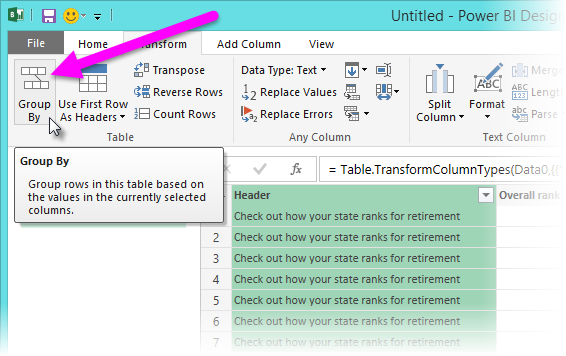 Untitled - Power BI Desig
File Home Transform Add Column View
Group By
Use First Row As Headers
Transpose
Reverse Rows
Count Rows
Table
Data Type: Text
Replace Values
Replace Errors
Any Column
Split Column
Format
ABC
Merg
Length
Parse
Text Column
Group By
Group rows in this table based on
the values in the currently selected
columns.
fx = Table.TransformColumnTypes(Data0,{{"
Header Overall rank
Check out how your state ranks for retirement
2 Check out how your state ranks for retirement
3 Check out how your state ranks for retirement
4 Check out how your state ranks for retirement
5 Check out how your state ranks for retirement
6 Check out how your state ranks for retirement
7 Check out how your state ranks for retirement